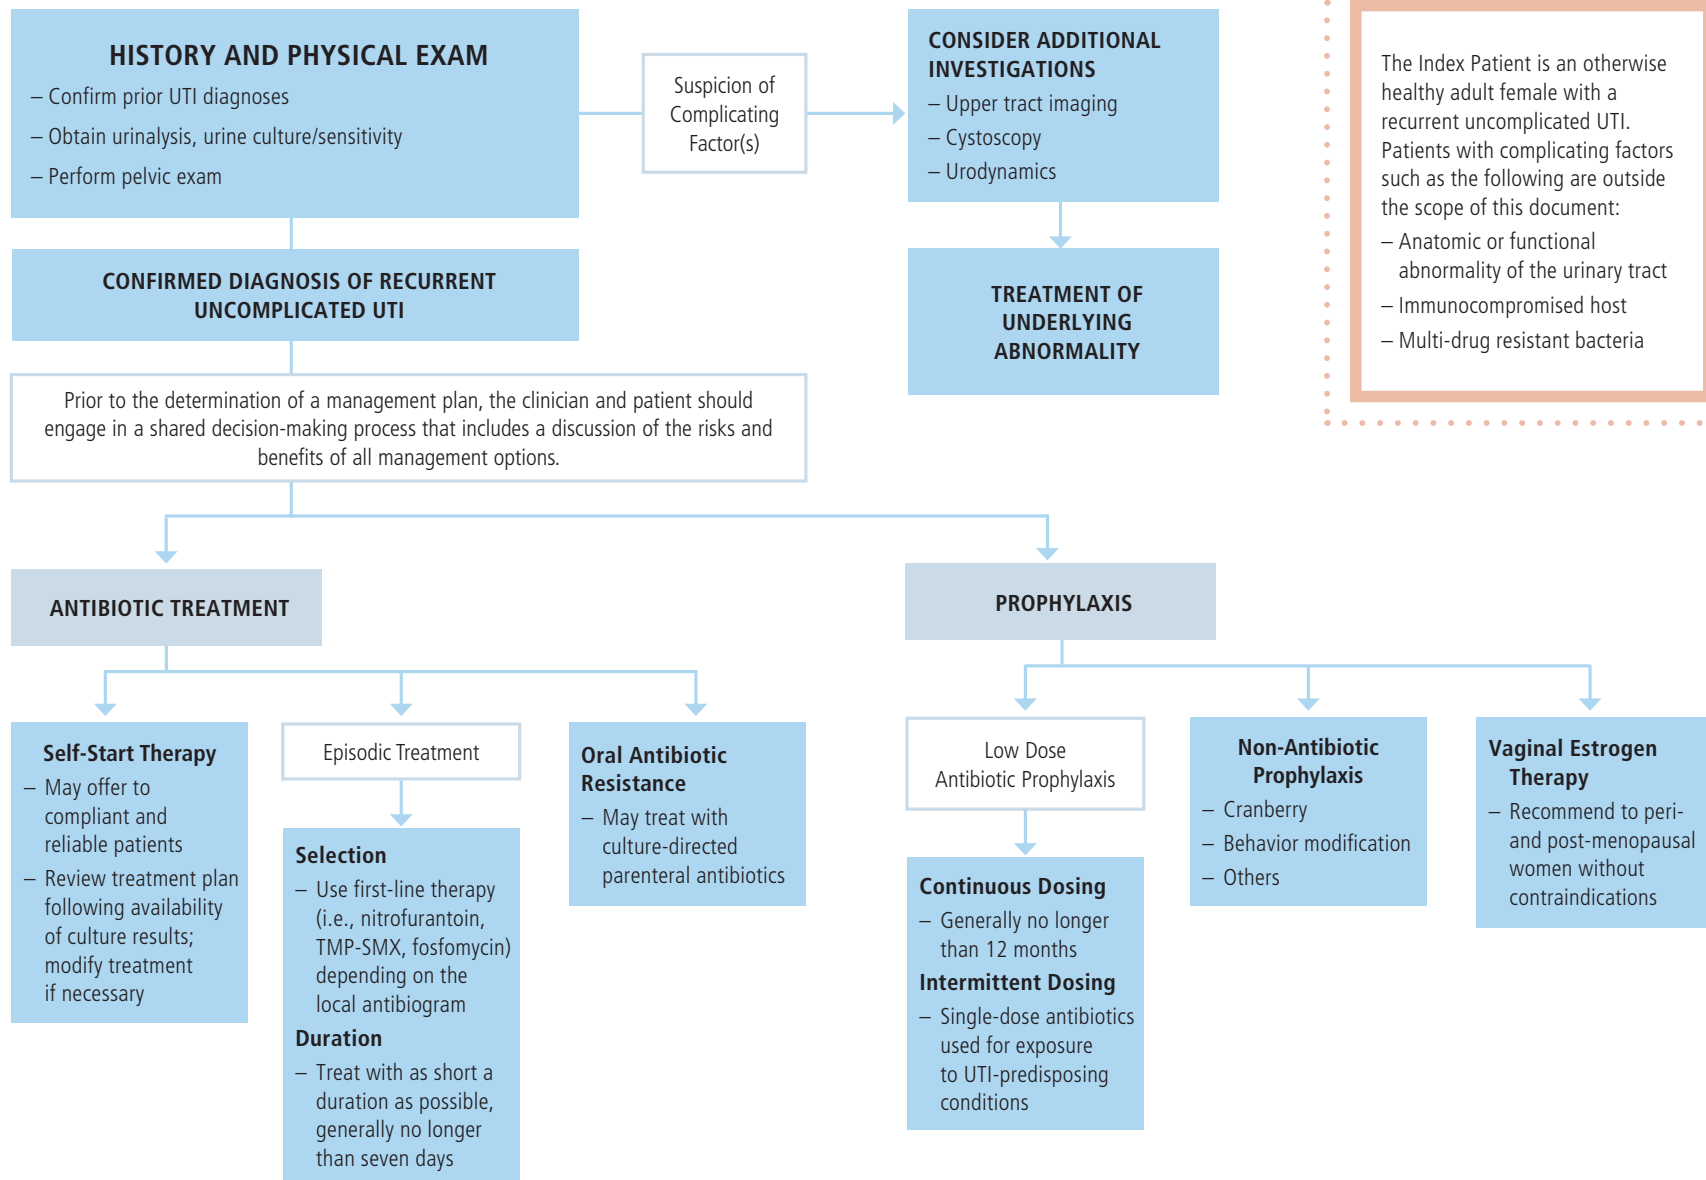 HISTORY AND PHYSICAL EXAM
– Confirm prior UTI diagnoses
– Obtain urinalysis, urine culture/sensitivity
– Perform pelvic exam
Suspicion of
Complicating
Factor(s)
CONSIDER ADDITIONAL
INVESTIGATIONS
– Upper tract imaging
– Cystoscopy
– Urodynamics
TREATMENT OF
UNDERLYING
ABNORMALITY
The Index Patient is an otherwise
healthy adult female with a
recurrent uncomplicated UTI.
Patients with complicating factors
such as the following are outside
the scope of this document:
– Anatomic or functional
abnormality of the urinary tract
– Immunocompromised host
– Multi-drug resistant bacteria
CONFIRMED DIAGNOSIS OF RECURRENT
UNCOMPLICATED UTI
Prior to the determination of a management plan, the clinician and patient should
engage in a shared decision-making process that includes a discussion of the risks and
benefits of all management options.
ANTIBIOTIC TREATMENT
Self-Start Therapy
– May offer to
compliant and
reliable patients
– Review treatment plan
following availability
of culture results;
modify treatment
if necessary
Episodic Treatment
Selection
– Use first-line therapy
(i.e., nitrofurantoin,
TMP-SMX, fosfomycin)
depending on the
local antibiogram
Duration
– Treat with as short a
duration as possible,
generally no longer
than seven days
Oral Antibiotic
Resistance
– May treat with
culture-directed
parenteral antibiotics
PROPHYLAXIS
Low Dose
Antibiotic Prophylaxis
Continuous Dosing
– Generally no longer
than 12 months
Intermittent Dosing
– Single-dose antibiotics
used for exposure
to UTI-predisposing
conditions
Non-Antibiotic
Prophylaxis
– Cranberry
– Behavior modification
– Others
Vaginal Estrogen
Therapy
– Recommend to peri-
and post-menopausal
women without
contraindications